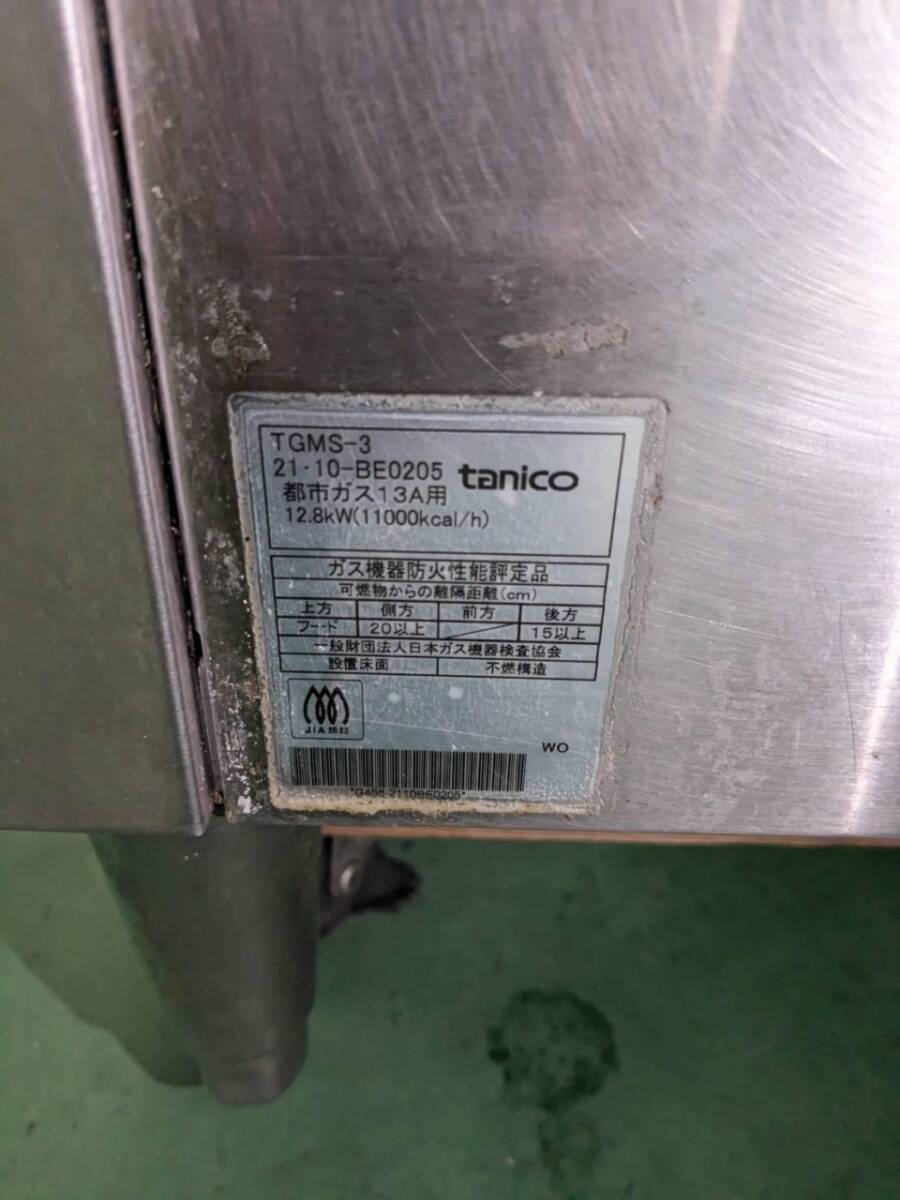 TGMS-3
21・10-BE0205
tanico
都市ガス13A用
12.8kW(11000kcal/h)
ガス機器防火性能評定品
可燃物からの離隔距離(cm)
上方 側方 前方 後方
フード 20以上 15以上
一般財団法人日本ガス機器検査協会
設置床面 不燃構造
JIA
WO
2110BE0205*